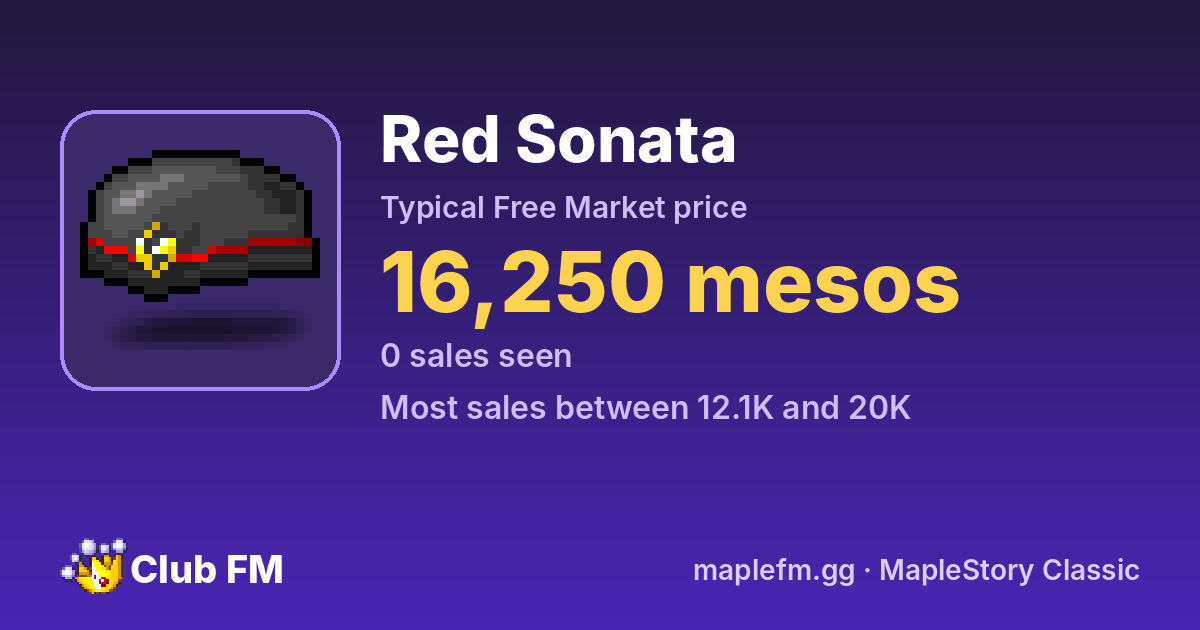 Red Sonata
Typical Free Market price
16,250 mesos
0 sales seen
Most sales between 12.1K and 20K
Club FM
maplefm.gg · MapleStory Classic